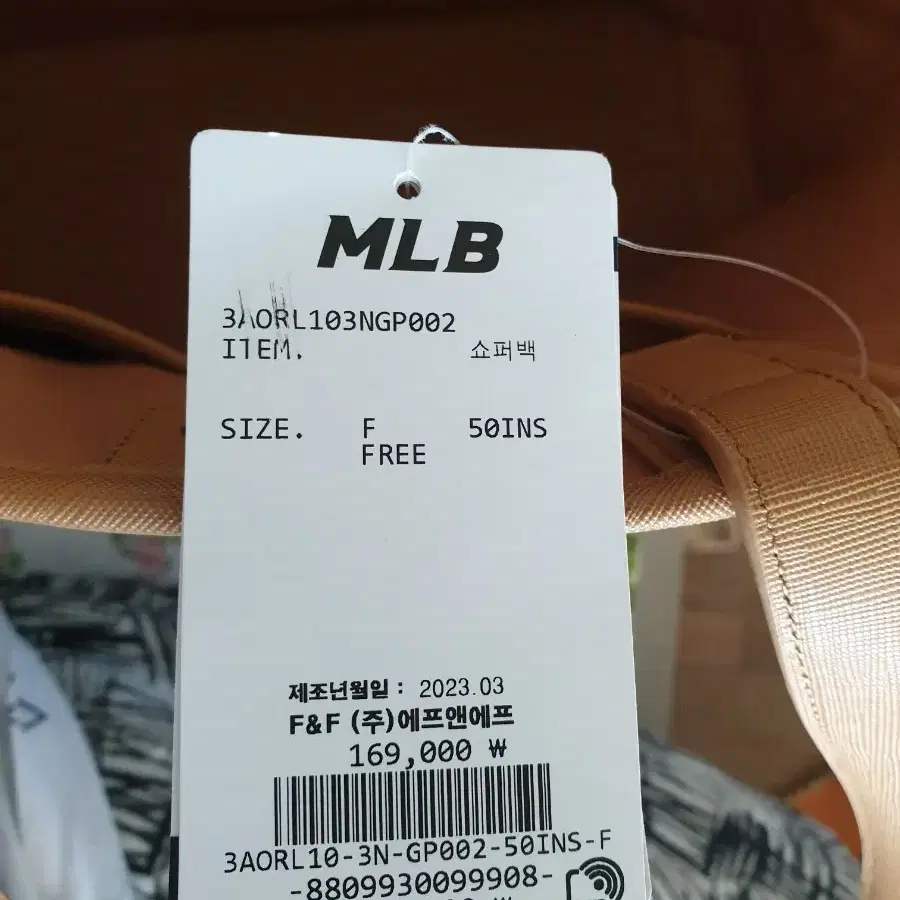 MLB
3AORL103NGP002
ITEM. 쇼퍼백
SIZE. F 50INS
FREE
제조년월일 : 2023.03
F&F (주)에프앤에프
169,000 ₩
3AORL10-3N-GP002-50INS-F
-8809930099908-